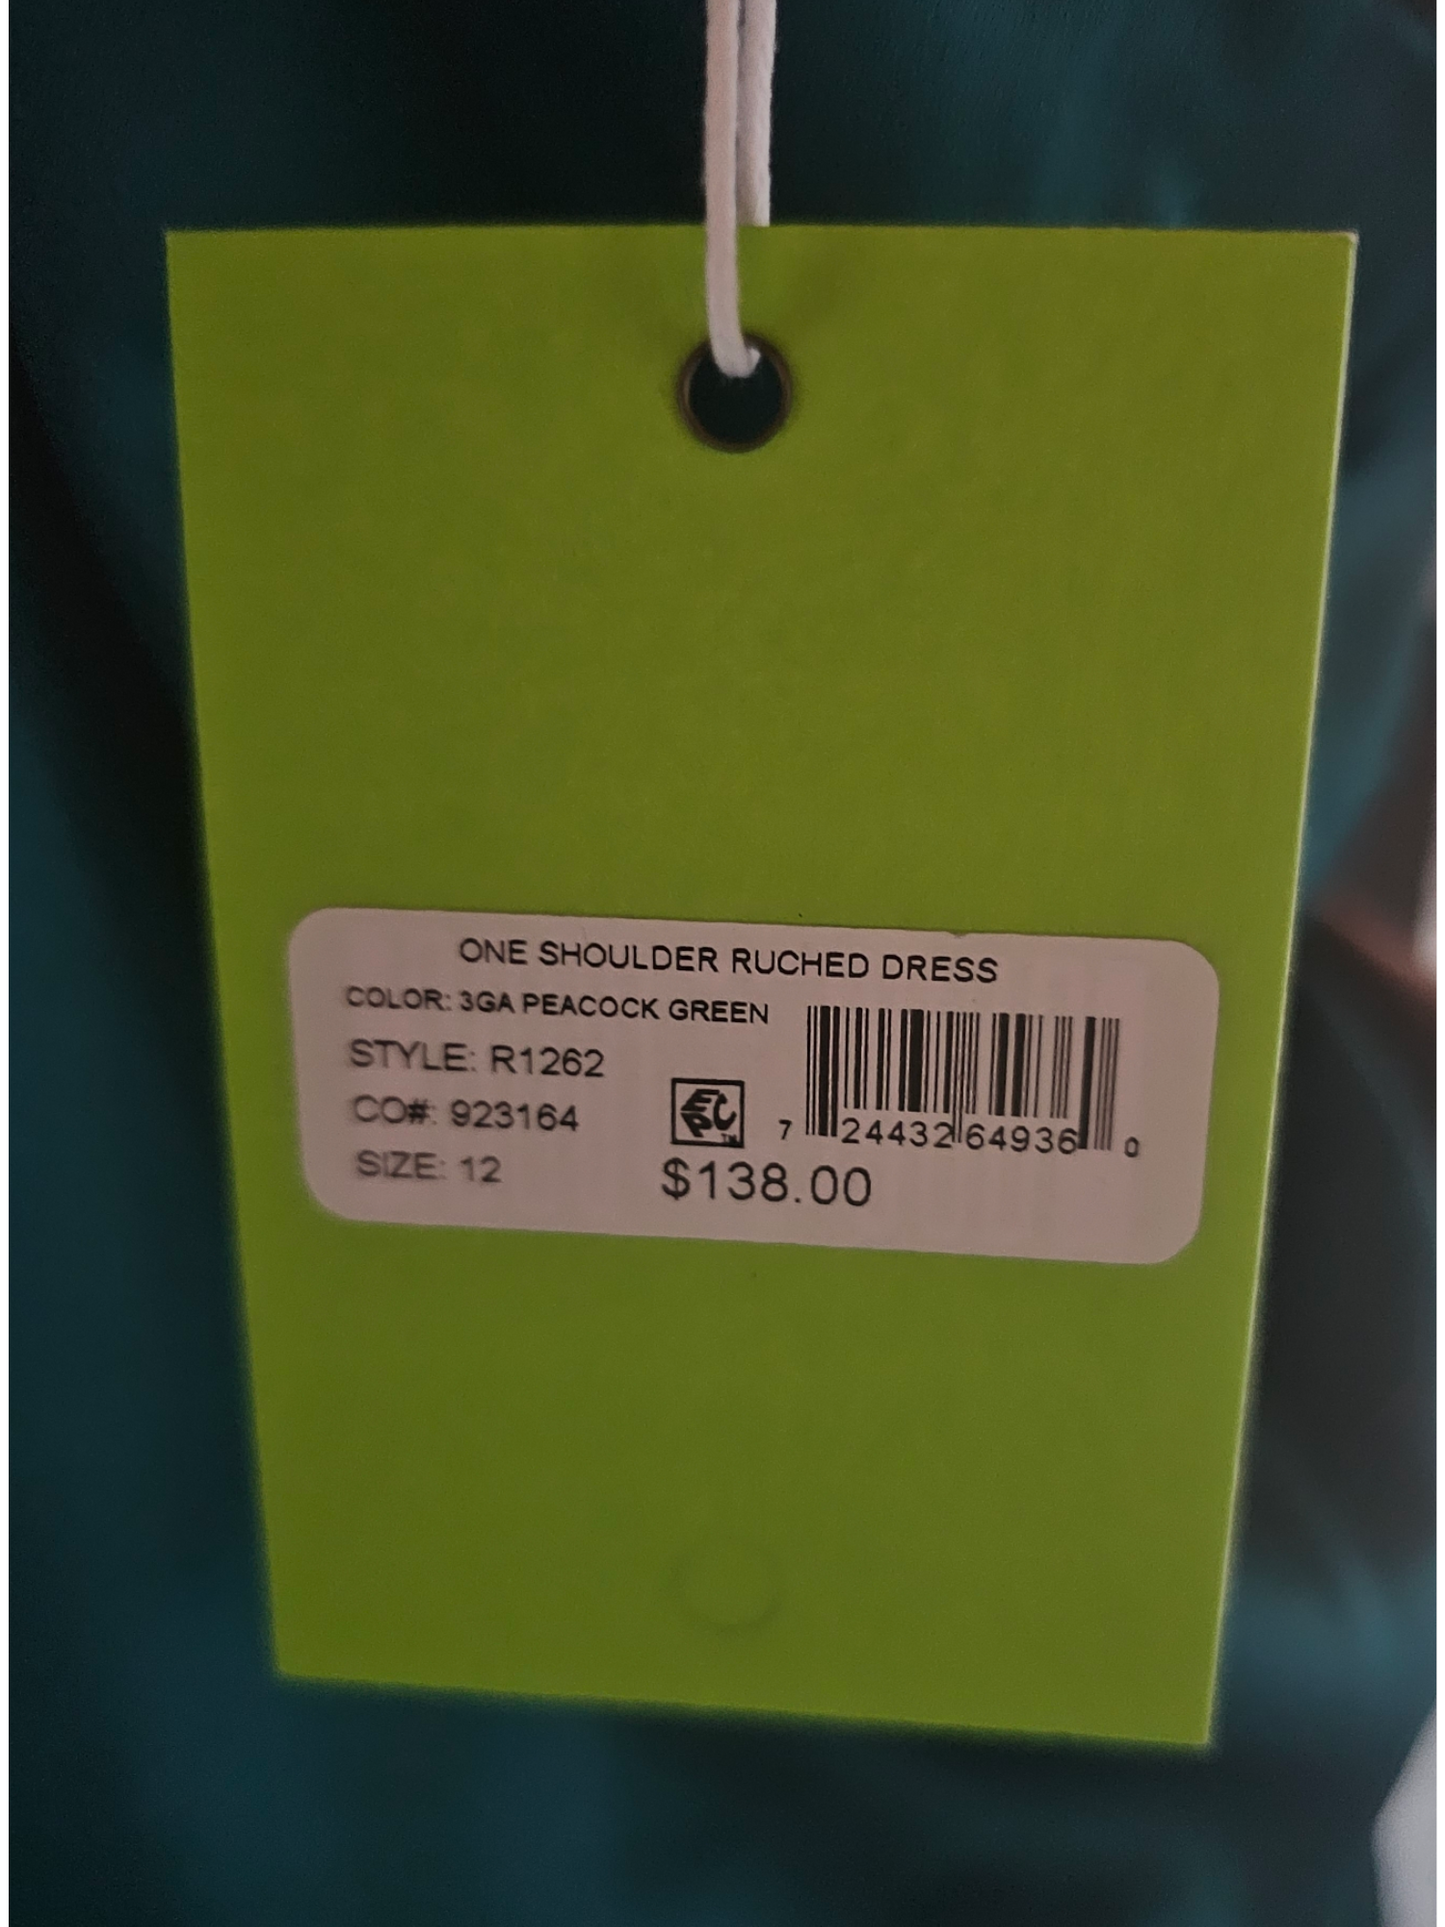 ONE SHOULDER RUCHED DRESS
COLOR: 3GA PEACOCK GREEN
STYLE: R1262
CO#: 923164
SIZE: 12
EPC™
7 24432 64936 0
$138.00